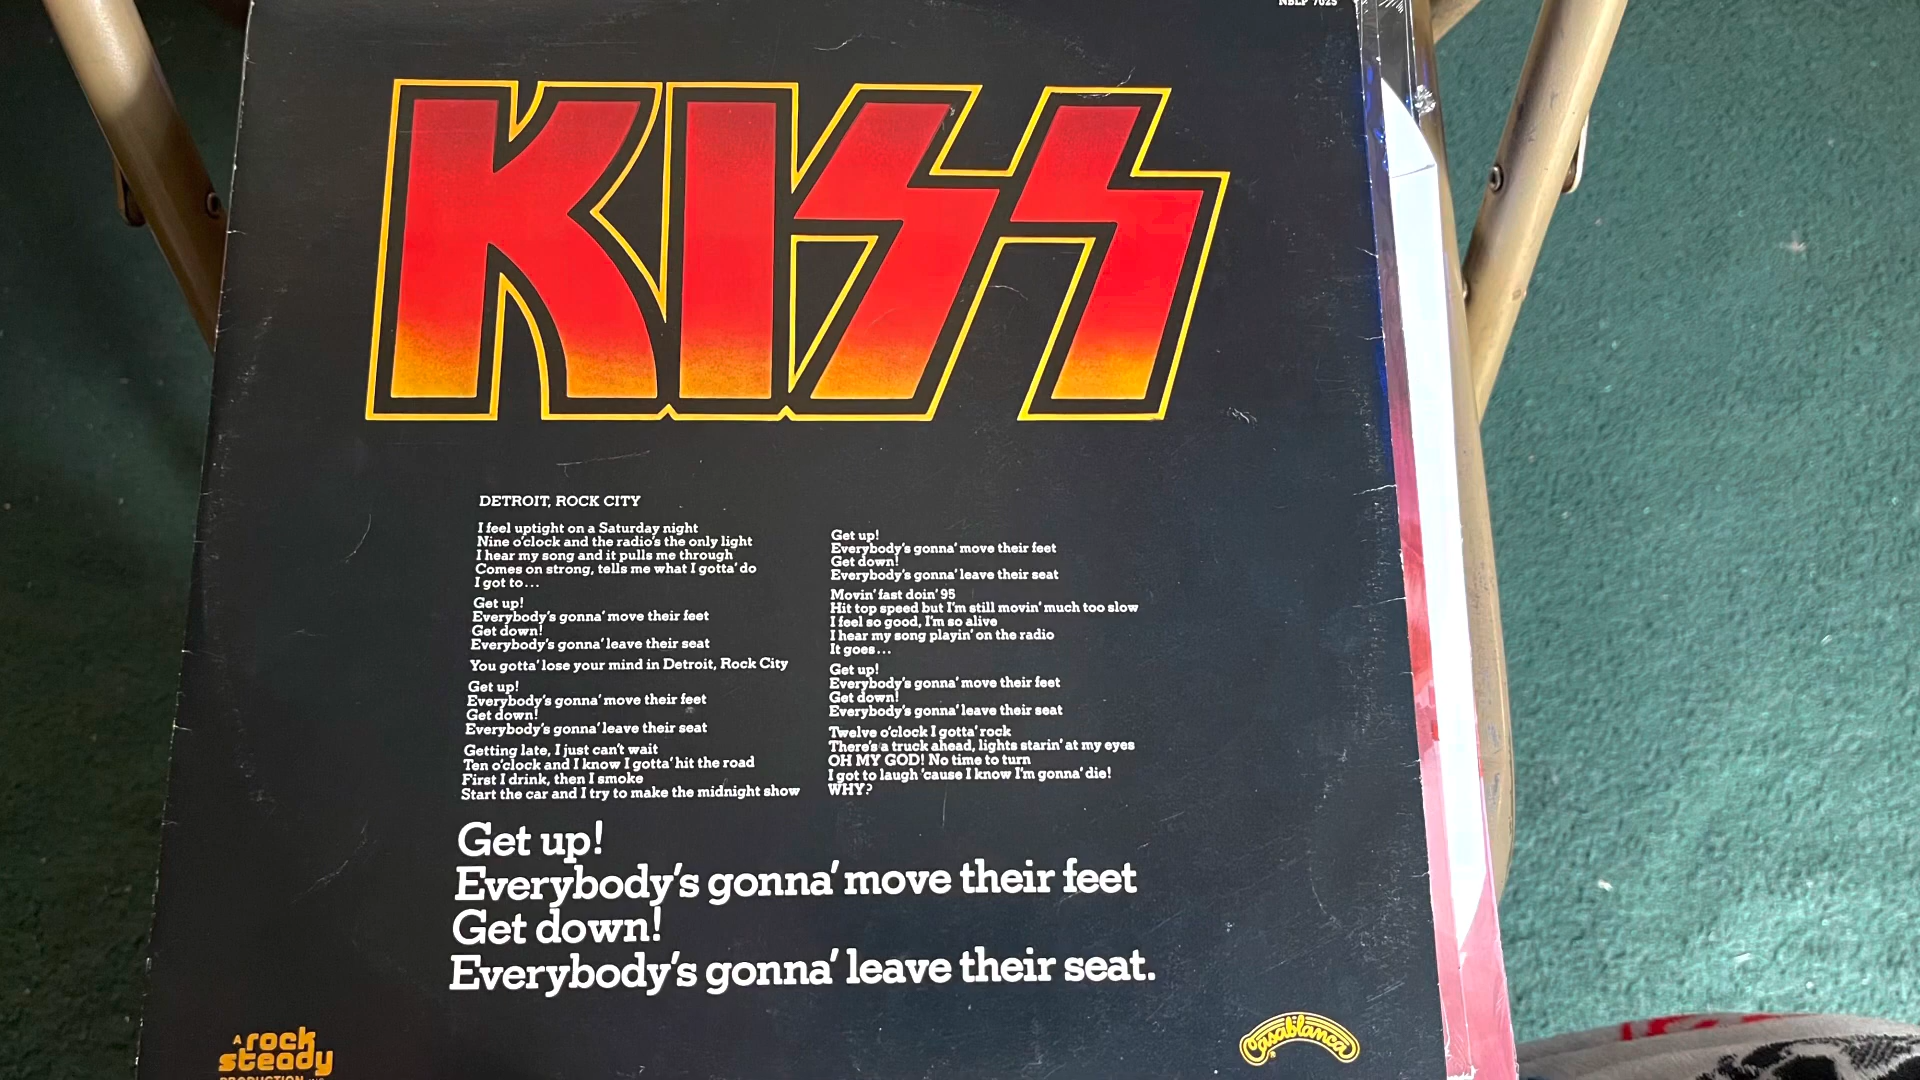 NBLP 7025
KISS
DETROIT, ROCK CITY
I feel uptight on a Saturday night
Nine o'clock and the radio's the only light
I hear my song and it pulls me through
Comes on strong, tells me what I gotta' do
I got to...
Get up!
Everybody's gonna' move their feet
Get down!
Everybody's gonna' leave their seat
You gotta' lose your mind in Detroit, Rock City
Get up!
Everybody's gonna' move their feet
Get down!
Everybody's gonna' leave their seat
Getting late, I just can't wait
Ten o'clock and I know I gotta' hit the road
First I drink, then I smoke
Start the car and I try to make the midnight show
Get up!
Everybody's gonna' move their feet
Get down!
Everybody's gonna' leave their seat
Movin' fast doin' 95
Hit top speed but I'm still movin' much too slow
I feel so good, I'm so alive
I hear my song playin' on the radio
It goes...
Get up!
Everybody's gonna' move their feet
Get down!
Everybody's gonna' leave their seat
Twelve o'clock I gotta' rock
There's a truck ahead, lights starin' at my eyes
OH MY GOD! No time to turn
I got to laugh 'cause I know I'm gonna' die!
WHY?
Get up!
Everybody's gonna' move their feet
Get down!
Everybody's gonna' leave their seat.
A rock
steady
PRODUCTION INC.
Casablanca